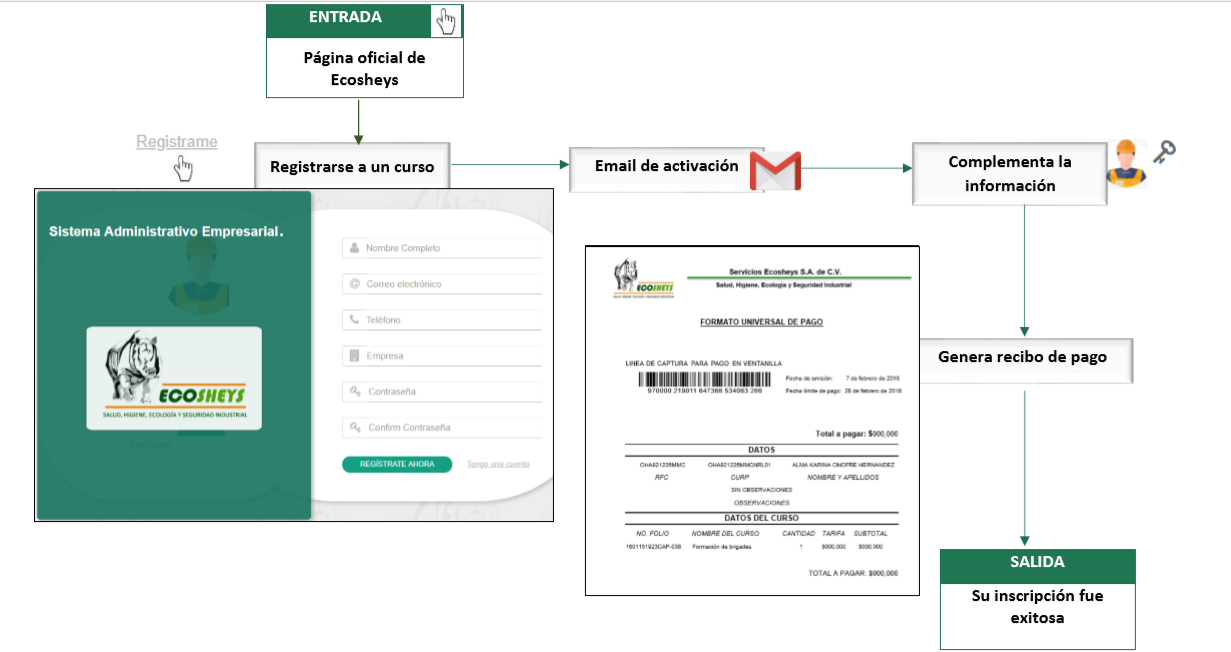 ENTRADA
Página oficial de
Ecosheys
Registrame
Registrarse a un curso
Email de activación
Complementa la
información
Sistema Administrativo Empresarial.
ECOSHEYS
SALUD, HIGIENE, ECOLOGÍA Y SEGURIDAD INDUSTRIAL
Nombre Completo
Correo electrónico
Teléfono
Empresa
Contraseña
Confirm Contraseña
REGÍSTRATE AHORA
Tengo una cuenta
ECOSHEYS
Servicios Ecosheys S.A. de C.V.
Salud, Higiene, Ecología y Seguridad Industrial
FORMATO UNIVERSAL DE PAGO
LINEA DE CAPTURA PARA PAGO EN VENTANILLA
Fecha de emisión: 7 de febrero de 2018
970000 219011 647366 534063 266
Fecha límite de pago: 28 de febrero de 2018
Total a pagar: $000,000
DATOS
OHA921226MMC OHA921226MMCNRL01 ALMA KARINA ONOFRE HERNANDEZ
RFC CURP NOMBRE Y APELLIDOS
SIN OBSERVACIONES
OBSERVACIONES
DATOS DEL CURSO
NO. FOLIO NOMBRE DEL CURSO CANTIDAD TARIFA SUBTOTAL
1601151923CAP-038 Formación de brigadas 1 $000,000 $000,000
TOTAL A PAGAR: $000,000
Genera recibo de pago
SALIDA
Su inscripción fue
exitosa